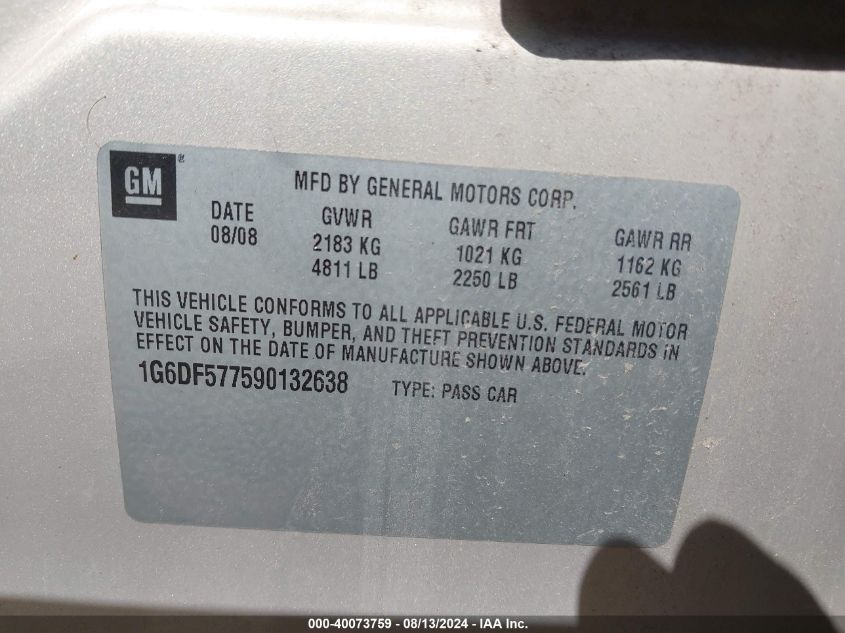 GM ®
MFD BY GENERAL MOTORS CORP.
DATE GVWR GAWR FRT GAWR RR
08/08 2183 KG 1021 KG 1162 KG
4811 LB 2250 LB 2561 LB
THIS VEHICLE CONFORMS TO ALL APPLICABLE U.S. FEDERAL MOTOR
VEHICLE SAFETY, BUMPER, AND THEFT PREVENTION STANDARDS IN
EFFECT ON THE DATE OF MANUFACTURE SHOWN ABOVE.
1G6DF577590132638 TYPE: PASS CAR
000-40073759 - 08/13/2024 - IAA Inc.